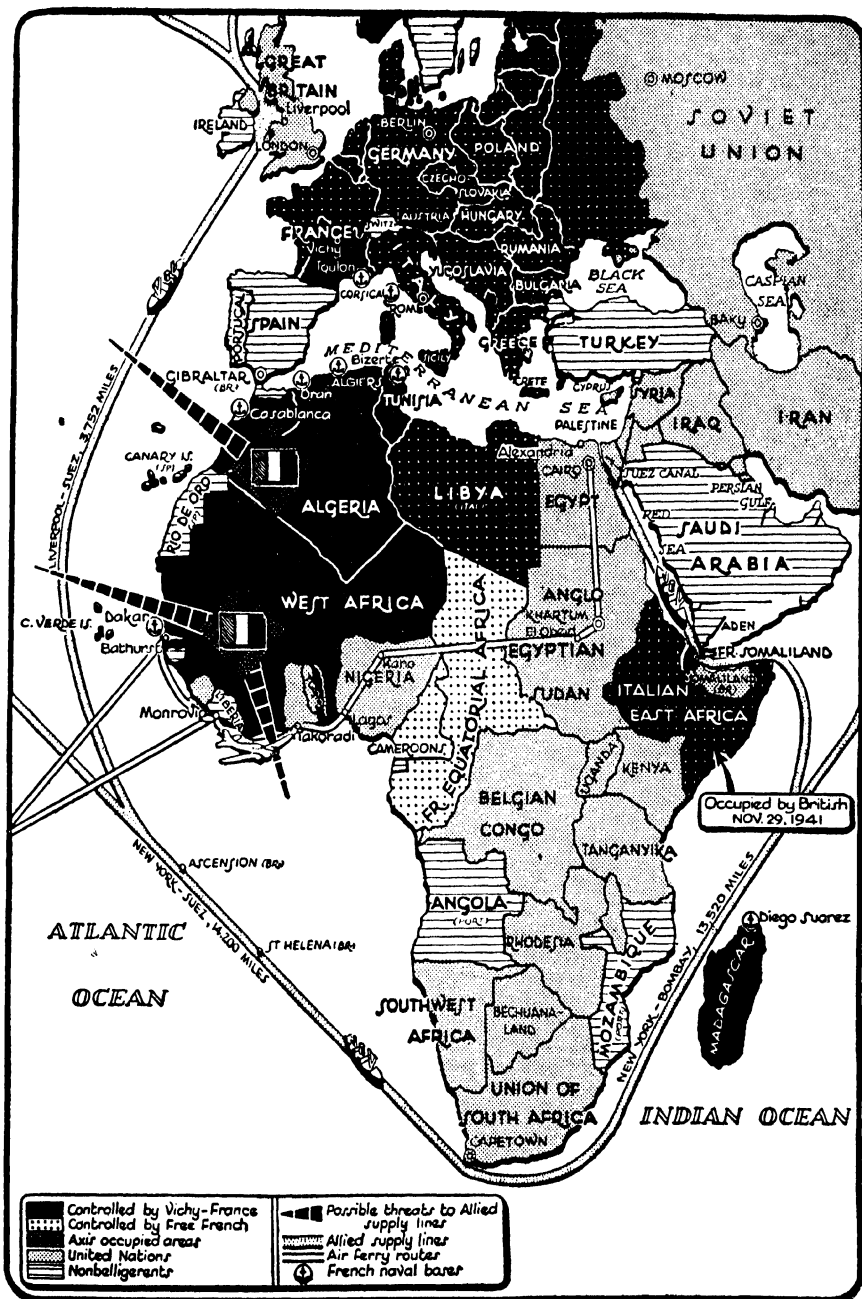 GREAT
BRITAIN
Liverpool
IRELAND
LONDON
MOSCOW
SOVIET
UNION
BERLIN
GERMANY
POLAND
CZECHO-
SLOVAKIA
AUSTRIA
HUNGARY
FRANCE
SWITZ.
Vichy
Toulon
RUMANIA
YUGOSLAVIA
BULGARIA
BLACK
SEA
CASPIAN
SEA
BAKU
CORSICA
ROME
ITALY
PORTUGAL
SPAIN
GREECE
TURKEY
MEDITERRANEAN
SEA
SICILY
CRETE
CYPRUS
SYRIA
IRAQ
IRAN
PALESTINE
GIBRALTAR
(BR.)
Oran
ALGIERS
Bizerte
TUNISIA
Casablanca
Alexandria
CAIRO
SUEZ CANAL
PERSIAN
GULF
CANARY IS.
(SP.)
RIO DE ORO
(SP.)
ALGERIA
LIBYA
(ITA.)
EGYPT
RED
SEA
SAUDI
ARABIA
LIVERPOOL - SUEZ, 3,752 MILES
C. VERDE IS.
Dakar
Bathurst
WEST AFRICA
FR. EQUATORIAL AFRICA
ANGLO
KHARTUM
El Obeid
EGYPTIAN
SUDAN
ADEN
FR. SOMALILAND
SOMALILAND
(BR.)
ITALIAN
EAST AFRICA
Kano
NIGERIA
Monrovia
LIBERIA
Takoradi
Lagos
CAMEROONS
UGANDA
KENYA
BELGIAN
CONGO
Occupied by British
NOV. 29, 1941
TANGANYIKA
ASCENSION (BR.)
NEW YORK - SUEZ, 14,200 MILES
ATLANTIC
OCEAN
ST HELENA (BR.)
ANGOLA
(PORT.)
RHODESIA
MOZAMBIQUE
(PORT.)
NEW YORK - BOMBAY, 13,520 MILES
Diego Suarez
MADAGASCAR
SOUTHWEST
AFRICA
BECHUANA-
LAND
UNION OF
SOUTH AFRICA
CAPETOWN
INDIAN OCEAN
Controlled by Vichy-France
Controlled by Free French
Axis occupied areas
United Nations
Nonbelligerents
Possible threats to Allied
supply lines
Allied supply lines
Air ferry routes
French naval bases